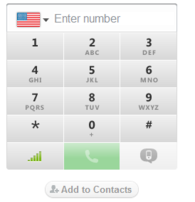 Enter number
1 2 3
ABC DEF
4 5 6
GHI JKL MNO
7 8 9
PQRS TUV WXYZ
* 0 #
+
Add to Contacts